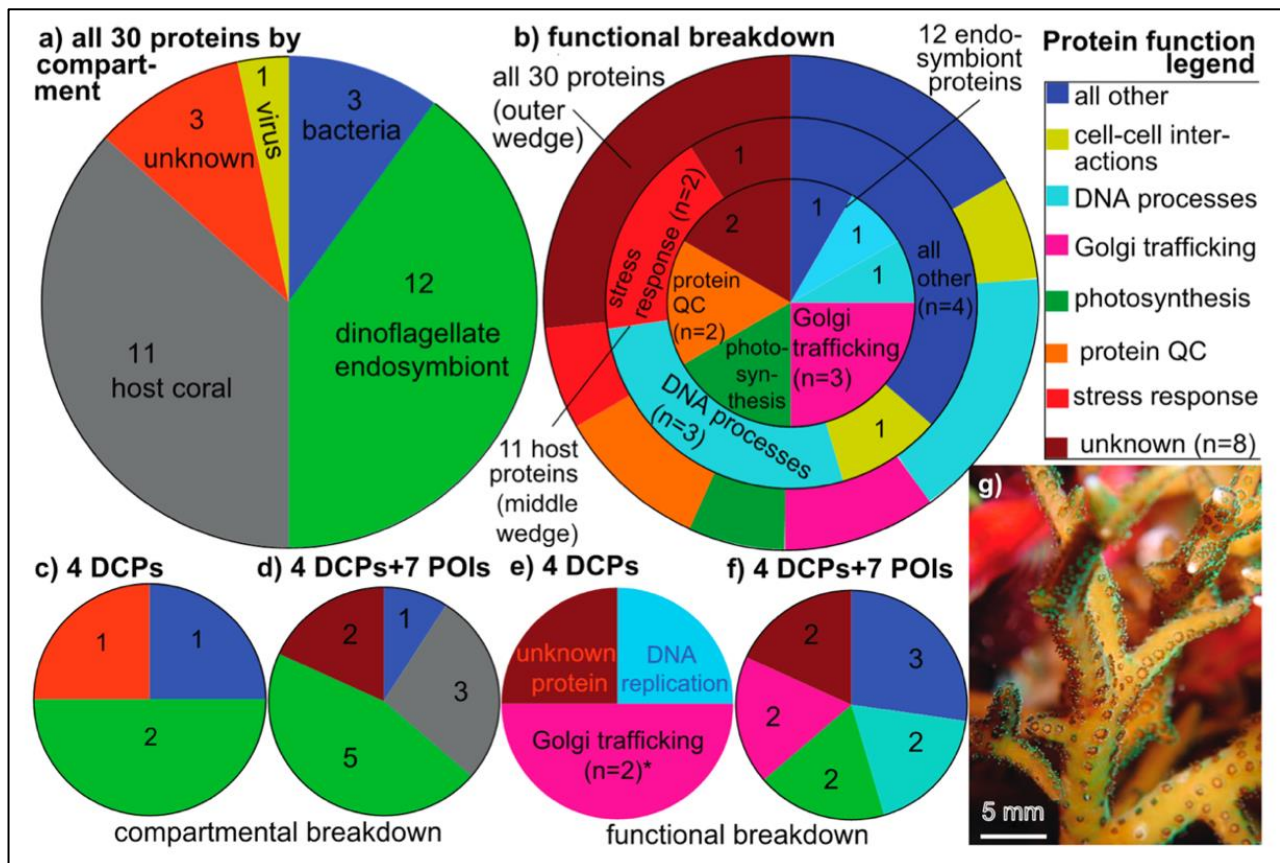 a) all 30 proteins by
compart-
ment
1
virus
3
bacteria
3
unknown
12
dinoflagellate
endosymbiont
11
host coral
b) functional breakdown
all 30 proteins
(outer
wedge)
12 endo-
symbiont
proteins
1
stress
response (n=2)
2
1
1
1
protein
QC
(n=2)
all
other
(n=4)
Golgi
trafficking
(n=3)
photo-
syn-
thesis
DNA processes
(n=3)
1
11 host
proteins
(middle
wedge)
Protein function
legend
all other
cell-cell inter-
actions
DNA processes
Golgi trafficking
photosynthesis
protein QC
stress response
unknown (n=8)
c) 4 DCPs
1
1
2
d) 4 DCPs+7 POIs
2
1
3
5
compartmental breakdown
e) 4 DCPs
unknown
protein
DNA
replication
Golgi trafficking
(n=2)*
f) 4 DCPs+7 POIs
2
3
2
2
2
functional breakdown
g)
5 mm